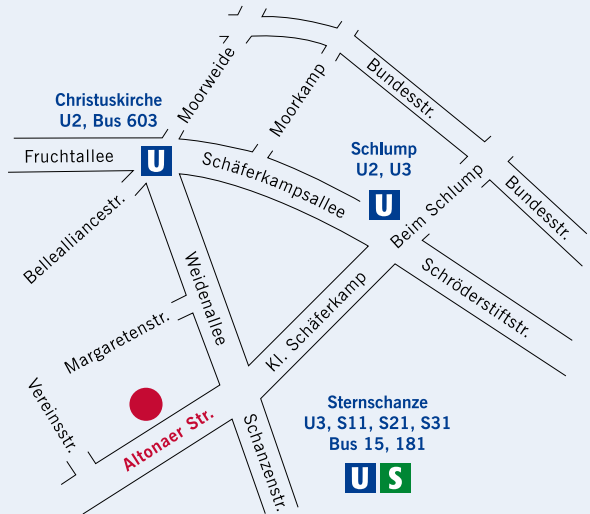 Moorweide
Bundesstr.
Christuskirche
U2, Bus 603
Moorkamp
Fruchtallee
U
Schäferkampsallee
Schlump
U2, U3
U
Beim Schlump
Bundesstr.
Bellealliancestr.
Weidenallee
Schröderstiftstr.
Margaretenstr.
Kl. Schäferkamp
Vereinsstr.
Altonaer Str.
Schanzenstr.
Sternschanze
U3, S11, S21, S31
Bus 15, 181
U S